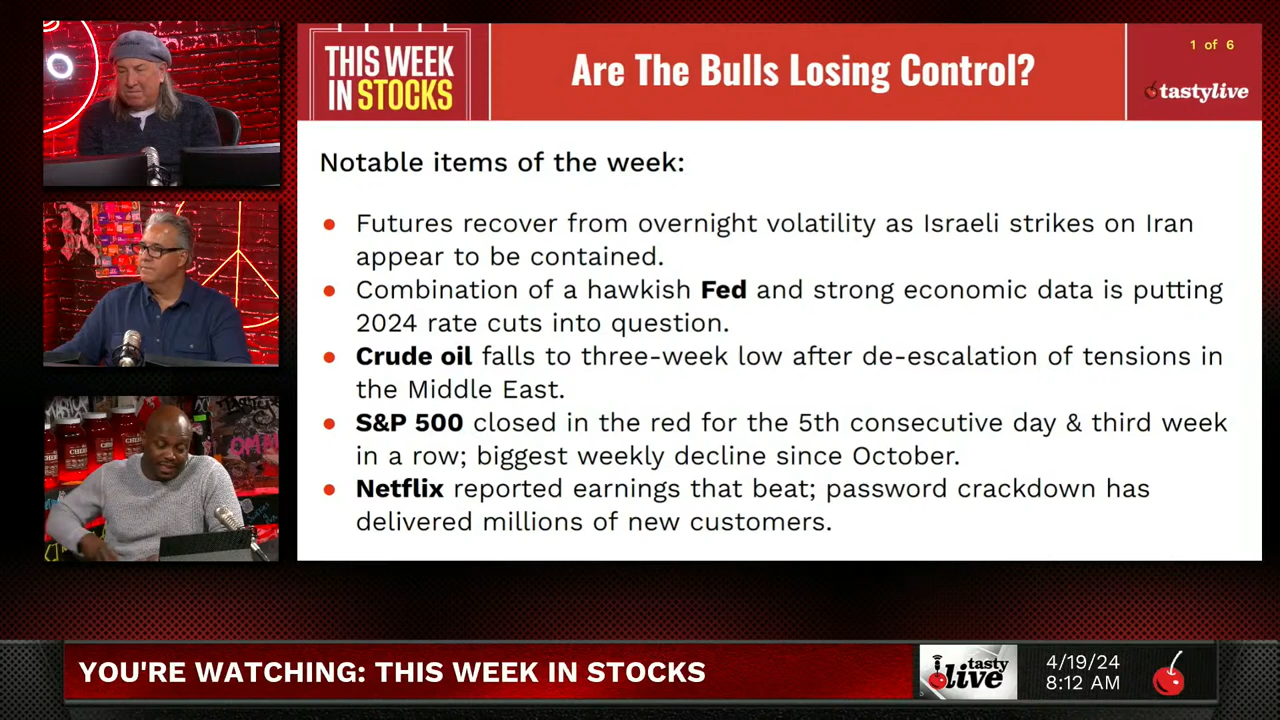 THIS WEEK
IN STOCKS
Are The Bulls Losing Control?
1 of 6
tastylive
Notable items of the week:
• Futures recover from overnight volatility as Israeli strikes on Iran
appear to be contained.
• Combination of a hawkish Fed and strong economic data is putting
2024 rate cuts into question.
• Crude oil falls to three-week low after de-escalation of tensions in
the Middle East.
• S&P 500 closed in the red for the 5th consecutive day & third week
in a row; biggest weekly decline since October.
• Netflix reported earnings that beat; password crackdown has
delivered millions of new customers.
YOU'RE WATCHING: THIS WEEK IN STOCKS
tasty
live
4/19/24
8:12 AM